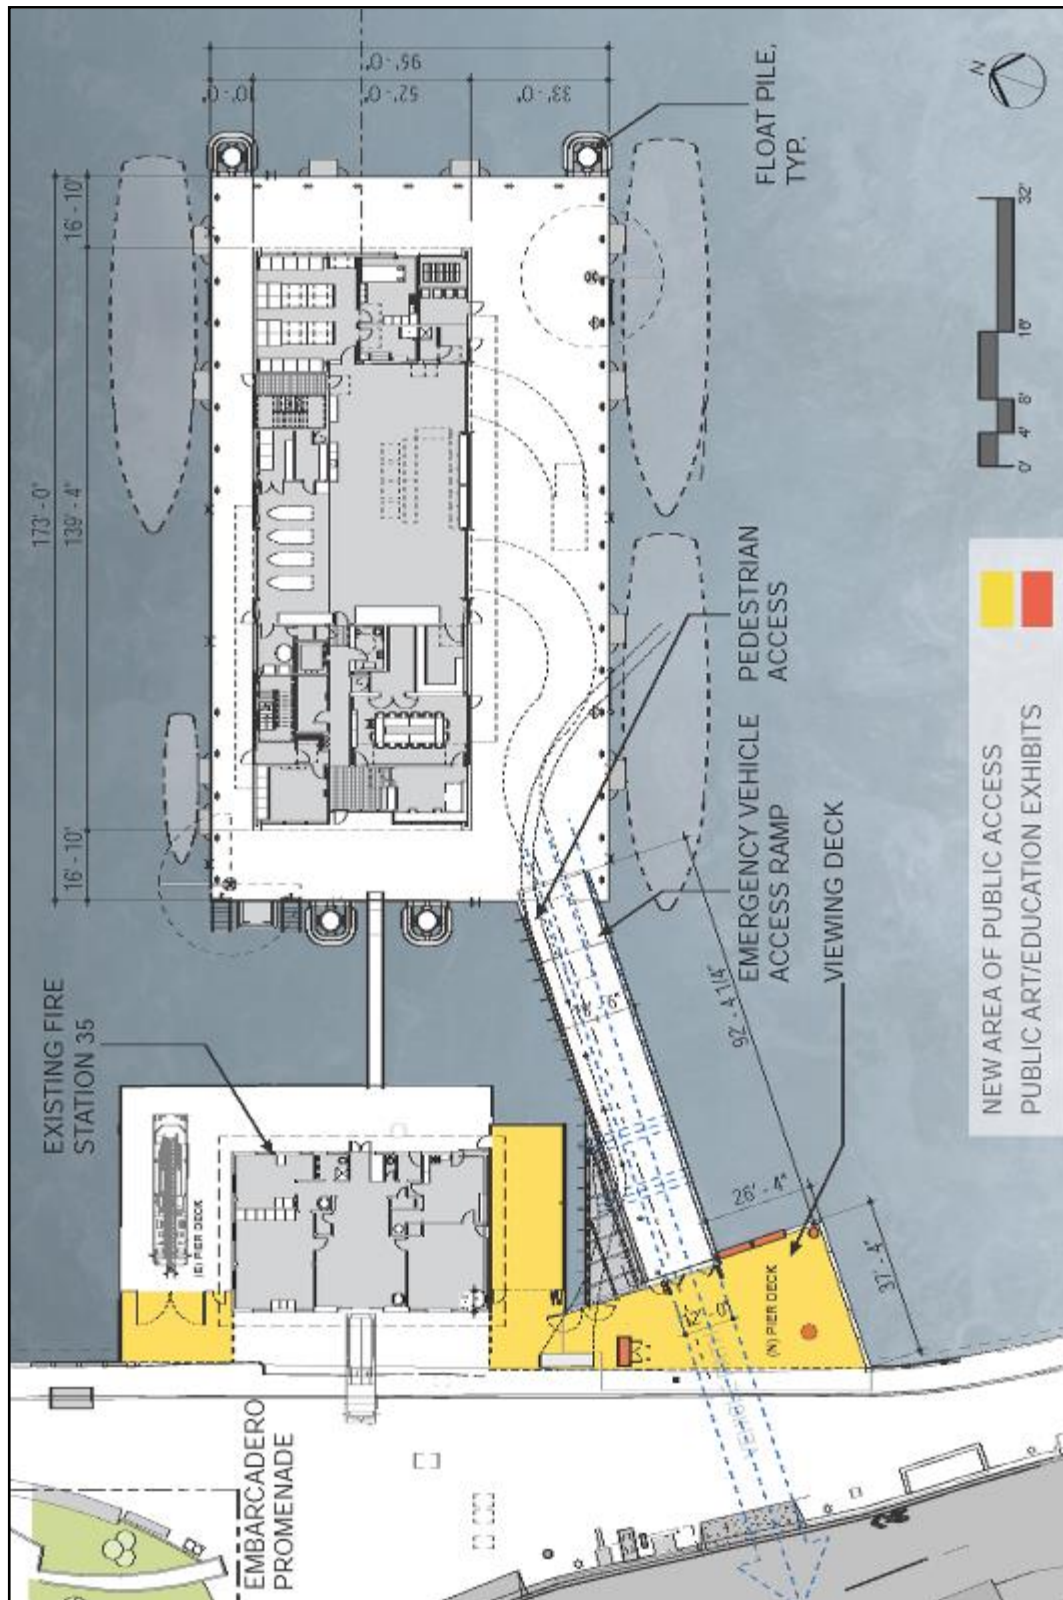 95'-0"
10'-0"
52'-0"
33'-0"
173'-0"
16'-10"
139'-4"
16'-10"
FLOAT PILE,
TYP.
N
0'
4'
8'
16'
32'
PEDESTRIAN
ACCESS
EMERGENCY VEHICLE
ACCESS RAMP
VIEWING DECK
92'-4 1/4"
26'-4"
37'-4"
EXISTING FIRE
STATION 35
(E) PIER DECK
(N) PIER DECK
EMBARCADERO
PROMENADE
NEW AREA OF PUBLIC ACCESS
PUBLIC ART/EDUCATION EXHIBITS